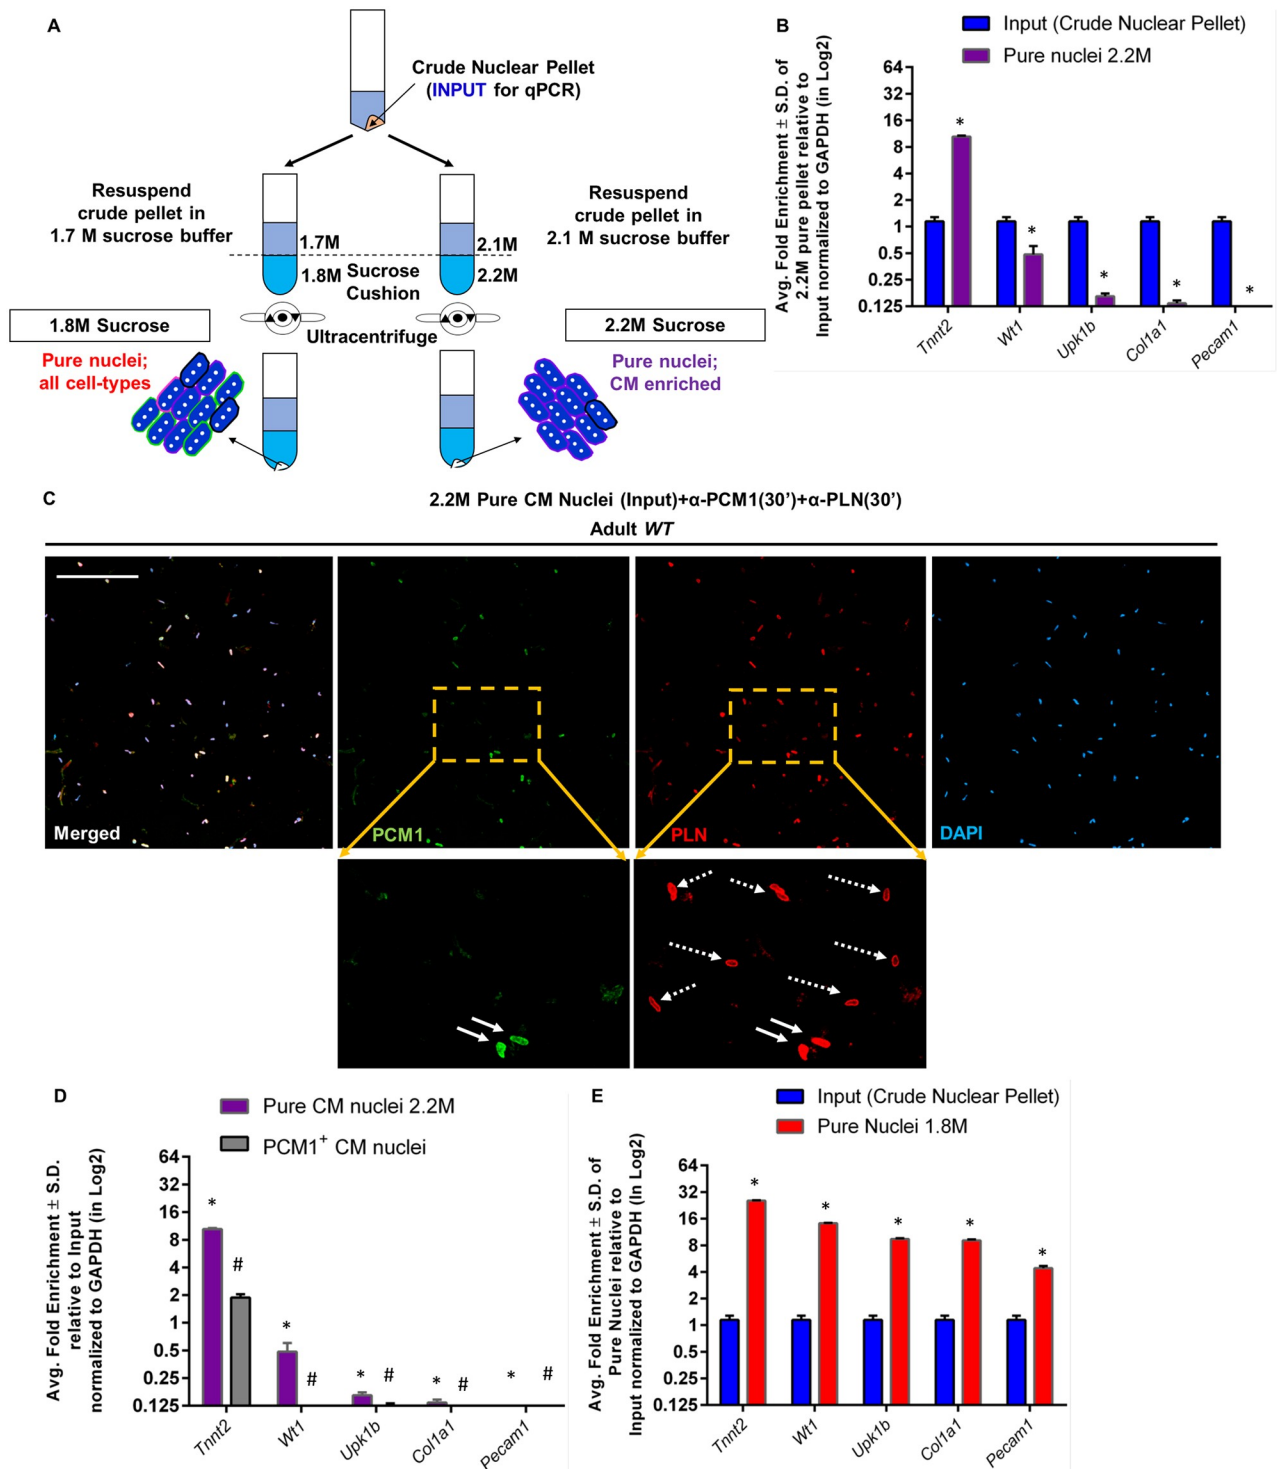 A
Crude Nuclear Pellet
(INPUT for qPCR)
Resuspend
crude pellet in
1.7 M sucrose buffer
Resuspend
crude pellet in
2.1 M sucrose buffer
1.7M
2.1M
1.8M
Sucrose
Cushion
2.2M
1.8M Sucrose
Ultracentrifuge
2.2M Sucrose
Pure nuclei;
all cell-types
Pure nuclei;
CM enriched
B
Input (Crude Nuclear Pellet)
Pure nuclei 2.2M
Avg. Fold Enrichment ± S.D. of
2.2M pure pellet relative to
Input normalized to GAPDH (in Log2)
64
32
16
8
4
2
1
0.5
0.25
0.125
*
*
*
*
*
Tnnt2
Wt1
Upk1b
Col1a1
Pecam1
C
2.2M Pure CM Nuclei (Input)+α-PCM1(30')+α-PLN(30')
Adult WT
Merged
PCM1
PLN
DAPI
D
Pure CM nuclei 2.2M
PCM1+ CM nuclei
Avg. Fold Enrichment ± S.D.
relative to Input
normalized to GAPDH (in Log2)
64
32
16
8
4
2
1
0.5
0.25
0.125
*
#
*
#
*
#
*
#
*
#
Tnnt2
Wt1
Upk1b
Col1a1
Pecam1
E
Input (Crude Nuclear Pellet)
Pure Nuclei 1.8M
Avg. Fold Enrichment ± S.D. of
Pure Nuclei relative to
Input normalized to GAPDH (In Log2)
64
32
16
8
4
2
1
0.5
0.25
0.125
*
*
*
*
*
Tnnt2
Wt1
Upk1b
Col1a1
Pecam1